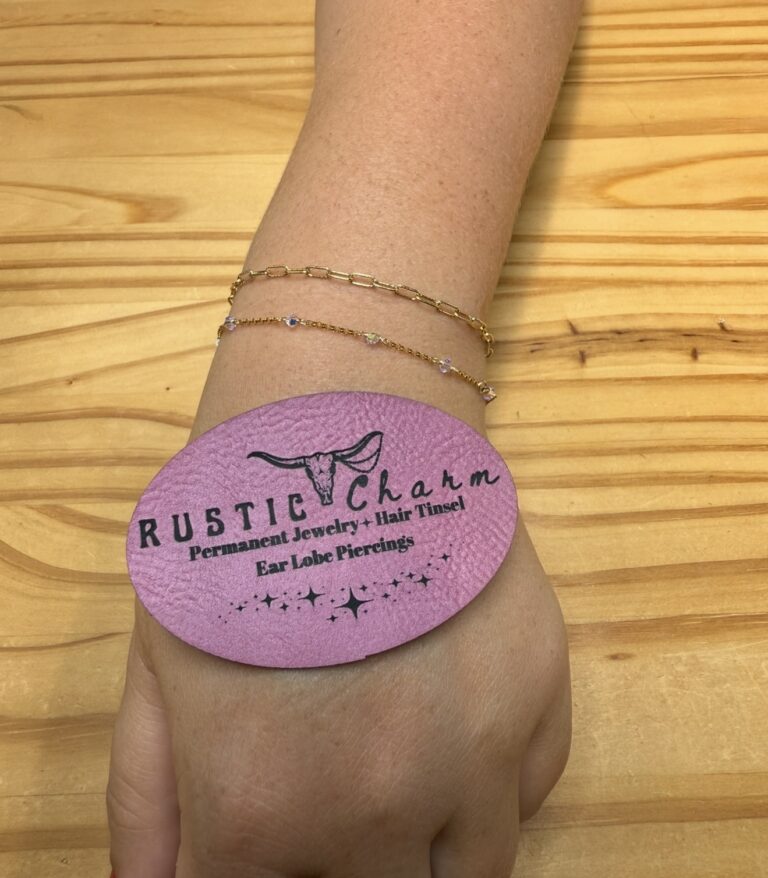 RUSTIC Charm
Permanent Jewelry + Hair Tinsel
Ear Lobe Piercings